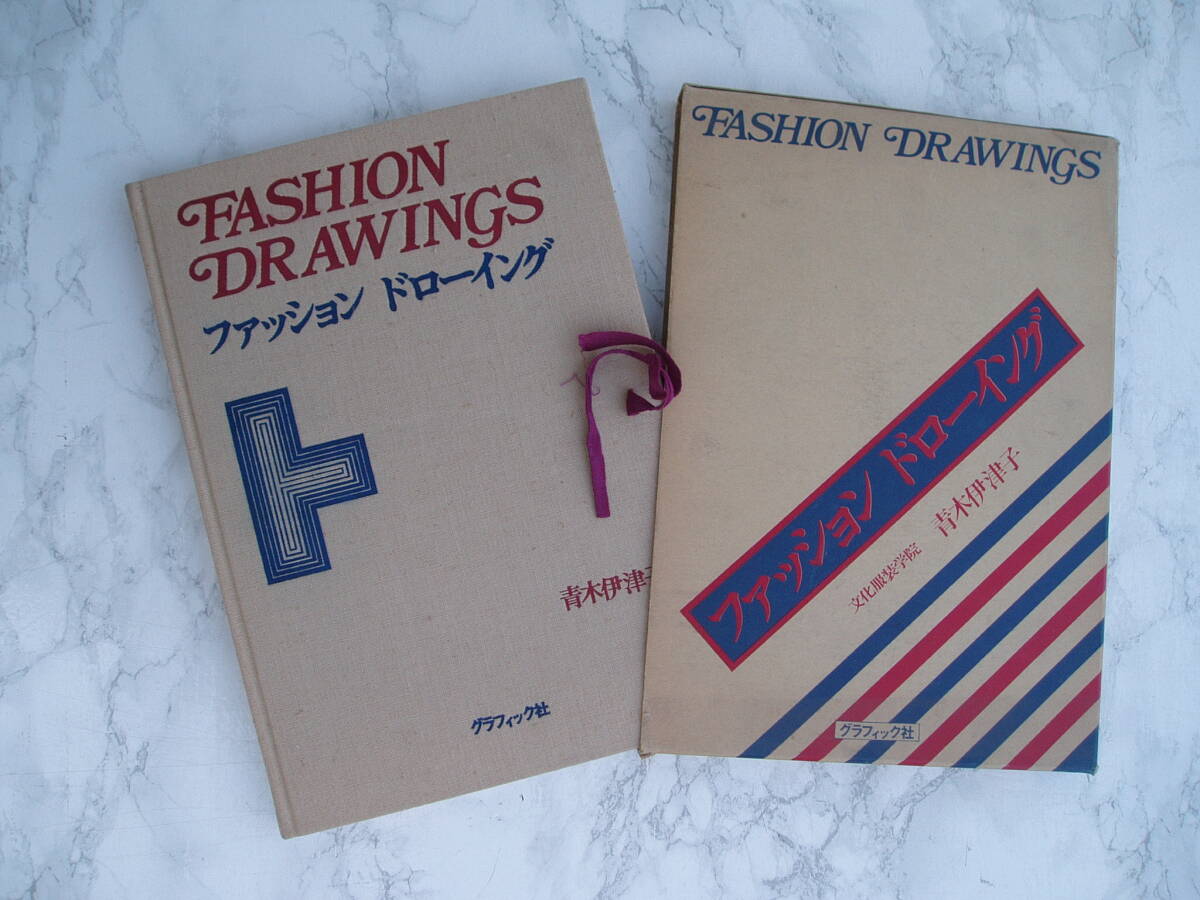 FASHION
DRAWINGS
ファッション ドローイング
ト
青木伊津子
グラフィック社
FASHION DRAWINGS
ファッション ドローイング
文化服装学院 青木伊津子
グラフィック社